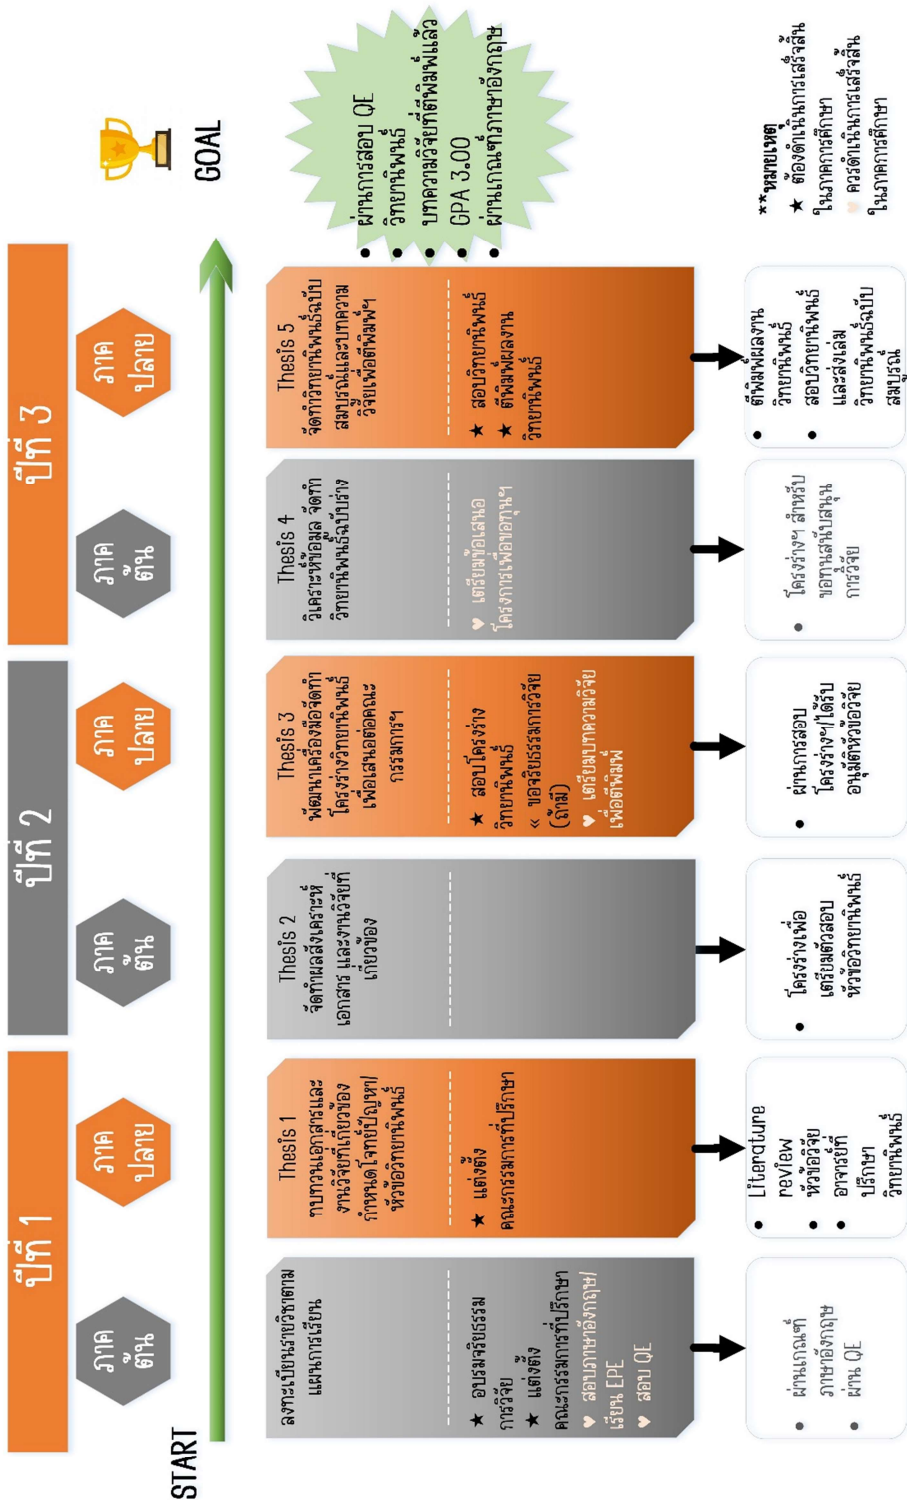 ปีที่ 1
ปีที่ 2
ปีที่ 3
ภาค
ต้น
ภาค
ปลาย
ภาค
ต้น
ภาค
ปลาย
ภาค
ต้น
ภาค
ปลาย
START
GOAL
ลงทะเบียนรายวิชาตาม
แผนการเรียน
★ อบรมจริยธรรม
การวิจัย
★ แต่งตั้ง
คณะกรรมการที่ปรึกษา
♥ สอบภาษาอังกฤษ/
เรียน EPE
♥ สอบ QE
• ผ่านเกณฑ์
ภาษาอังกฤษ
• ผ่าน QE
Thesis 1
ทบทวนเอกสารและ
งานวิจัยที่เกี่ยวข้อง
กำหนดโจทย์ปัญหา/
หัวข้อวิทยานิพนธ์
★ แต่งตั้ง
คณะกรรมการที่ปรึกษา
• Literature
review
• หัวข้อวิจัย
• อาจารย์ที่
ปรึกษา
วิทยานิพนธ์
Thesis 2
จัดทำผลสังเคราะห์
เอกสาร และงานวิจัยที่
เกี่ยวข้อง
• โครงร่างเพื่อ
เตรียมตัวสอบ
หัวข้อวิทยานิพนธ์
Thesis 3
พัฒนาเครื่องมือจัดทำ
โครงร่างวิทยานิพนธ์
เพื่อเสนอต่อคณะ
กรรมการฯ
★ สอบโครงร่าง
วิทยานิพนธ์
« ขอจริยธรรมการวิจัย
(ถ้ามี)
♥ เตรียมบทความวิจัย
เพื่อตีพิมพ์
• ผ่านการสอบ
โครงร่างฯ/ได้รับ
อนุมัติหัวข้อวิจัย
Thesis 4
วิเคราะห์ข้อมูล จัดทำ
วิทยานิพนธ์ฉบับร่าง
♥ เตรียมข้อเสนอ
โครงการเพื่อขอทุนฯ
• โครงร่างฯ สำหรับ
ขอทุนสนับสนุน
การวิจัย
Thesis 5
จัดทำวิทยานิพนธ์ฉบับ
สมบูรณ์และบทความ
วิจัยเพื่อตีพิมพ์ฯ
★ สอบวิทยานิพนธ์
★ ตีพิมพ์ผลงาน
วิทยานิพนธ์
• ตีพิมพ์ผลงาน
วิทยานิพนธ์
• สอบวิทยานิพนธ์
และส่งเล่ม
วิทยานิพนธ์ฉบับ
สมบูรณ์
• ผ่านการสอบ QE
• วิทยานิพนธ์
• บทความวิจัยที่ตีพิมพ์แล้ว
• GPA 3.00
• ผ่านเกณฑ์ภาษาอังกฤษ
**หมายเหตุ
★ ต้องดำเนินการเสร็จสิ้น
ในภาคการศึกษา
♥ ควรดำเนินการเสร็จสิ้น
ในภาคการศึกษา